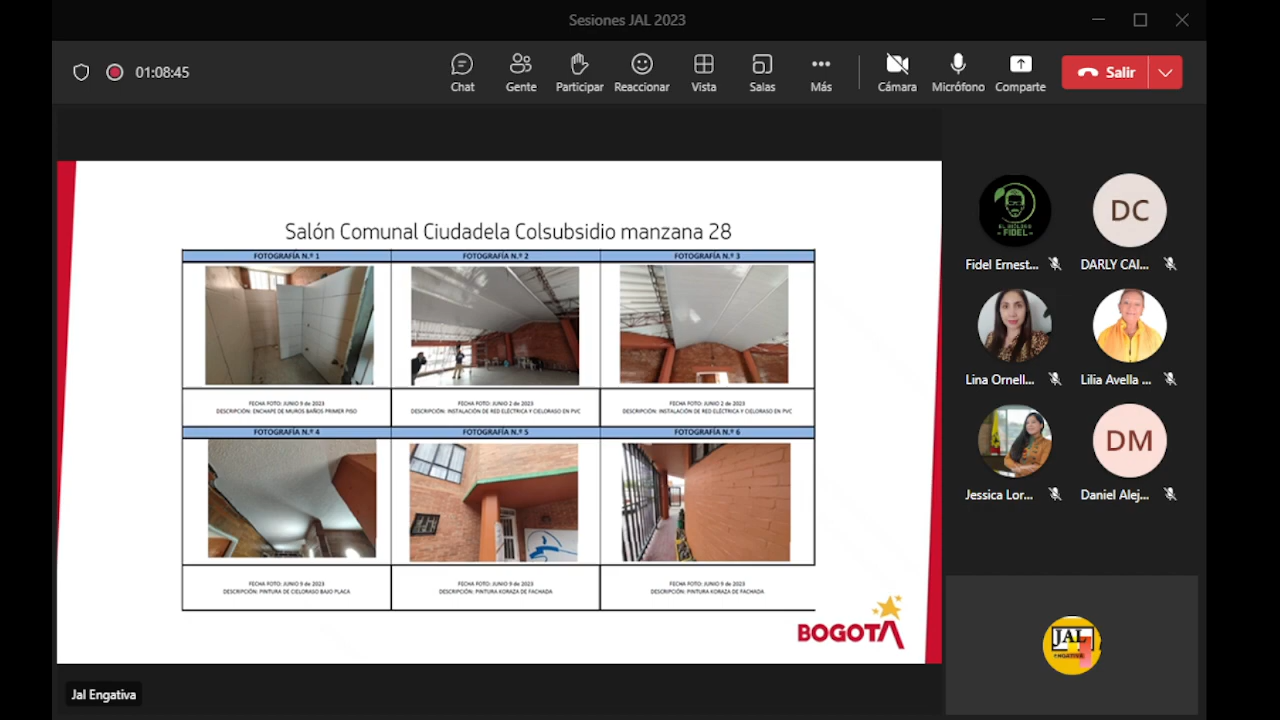 Sesiones JAL 2023
01:08:45
Chat
Gente
Participar
Reaccionar
Vista
Salas
Más
Cámara
Micrófono
Comparte
Salir
Salón Comunal Ciudadela Colsubsidio manzana 28
FOTOGRAFÍA N.º 1
FOTOGRAFÍA N.º 2
FOTOGRAFÍA N.º 3
FECHA FOTO: JUNIO 9 de 2023
DESCRIPCIÓN: ENCHAPE DE MUROS BAÑOS PRIMER PISO
FECHA FOTO: JUNIO 2 de 2023
DESCRIPCIÓN: INSTALACIÓN DE RED ELÉCTRICA Y CIELORASO EN PVC
FECHA FOTO: JUNIO 2 de 2023
DESCRIPCIÓN: INSTALACIÓN DE RED ELÉCTRICA Y CIELORASO EN PVC
FOTOGRAFÍA N.º 4
FOTOGRAFÍA N.º 5
FOTOGRAFÍA N.º 6
FECHA FOTO: JUNIO 9 de 2023
DESCRIPCIÓN: PINTURA DE CIELORASO BAJO PLACA
FECHA FOTO: JUNIO 9 de 2023
DESCRIPCIÓN: PINTURA KORAZA DE FACHADA
FECHA FOTO: JUNIO 9 de 2023
DESCRIPCIÓN: PINTURA KORAZA DE FACHADA
BOGOTA
Jal Engativa
EL BIÓLOGO
FIDEL
Fidel Ernest...
DC
DARLY CAI...
Lina Ornell...
Lilia Avella ...
Jessica Lor...
DM
Daniel Alej...
JAL
ENGATIVÁ